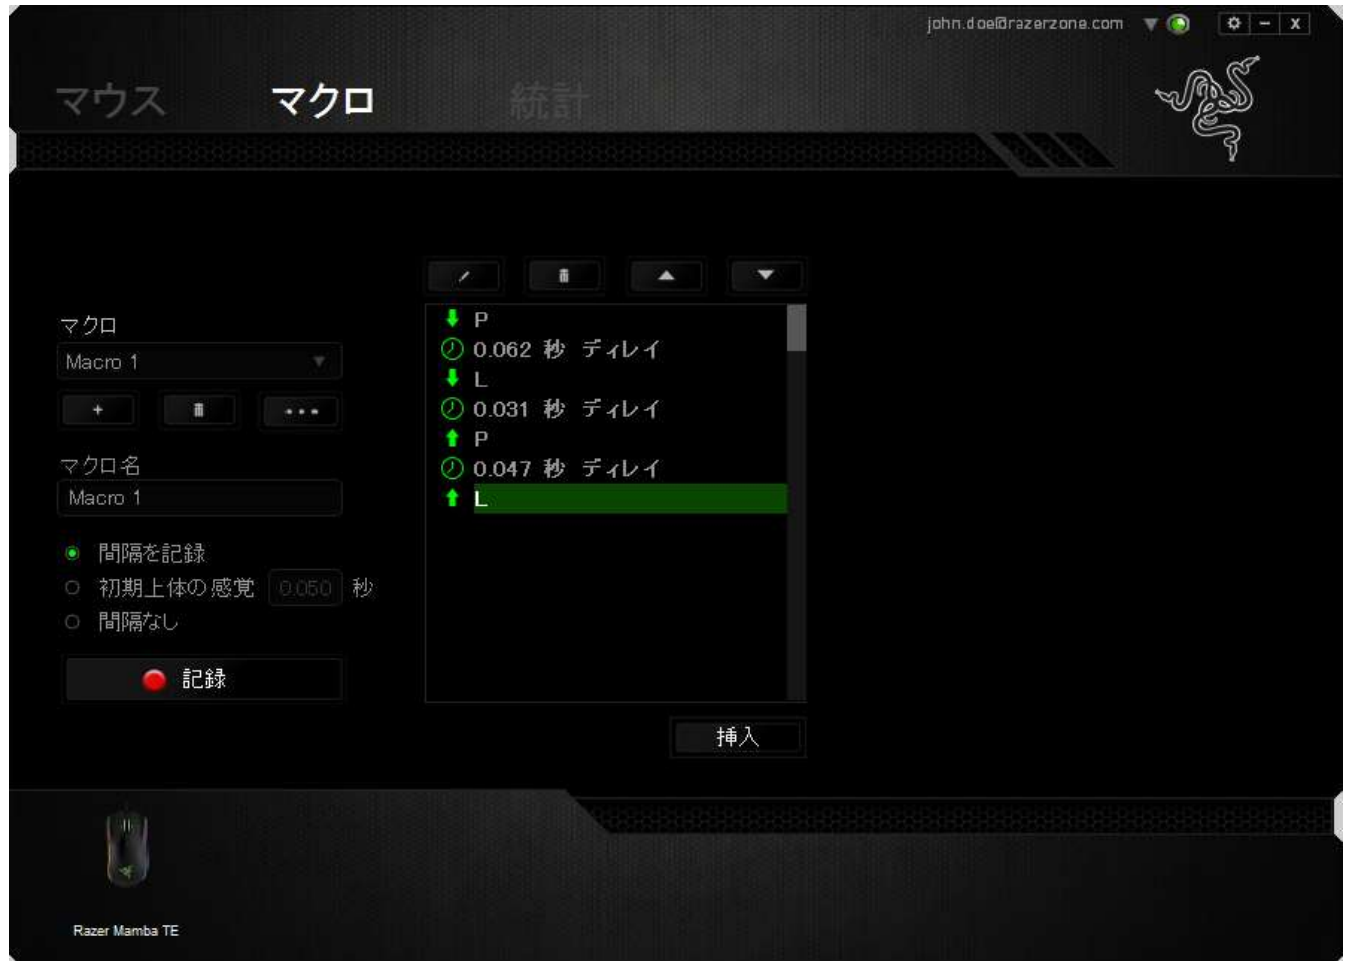 john.doe@razerzone.com
マウス マクロ 統計
マクロ
Macro 1
マクロ名
Macro 1
間隔を記録
初期上体の感覚 0.050 秒
間隔なし
記録
P
0.062 秒 ディレイ
L
0.031 秒 ディレイ
P
0.047 秒 ディレイ
L
挿入
Razer Mamba TE